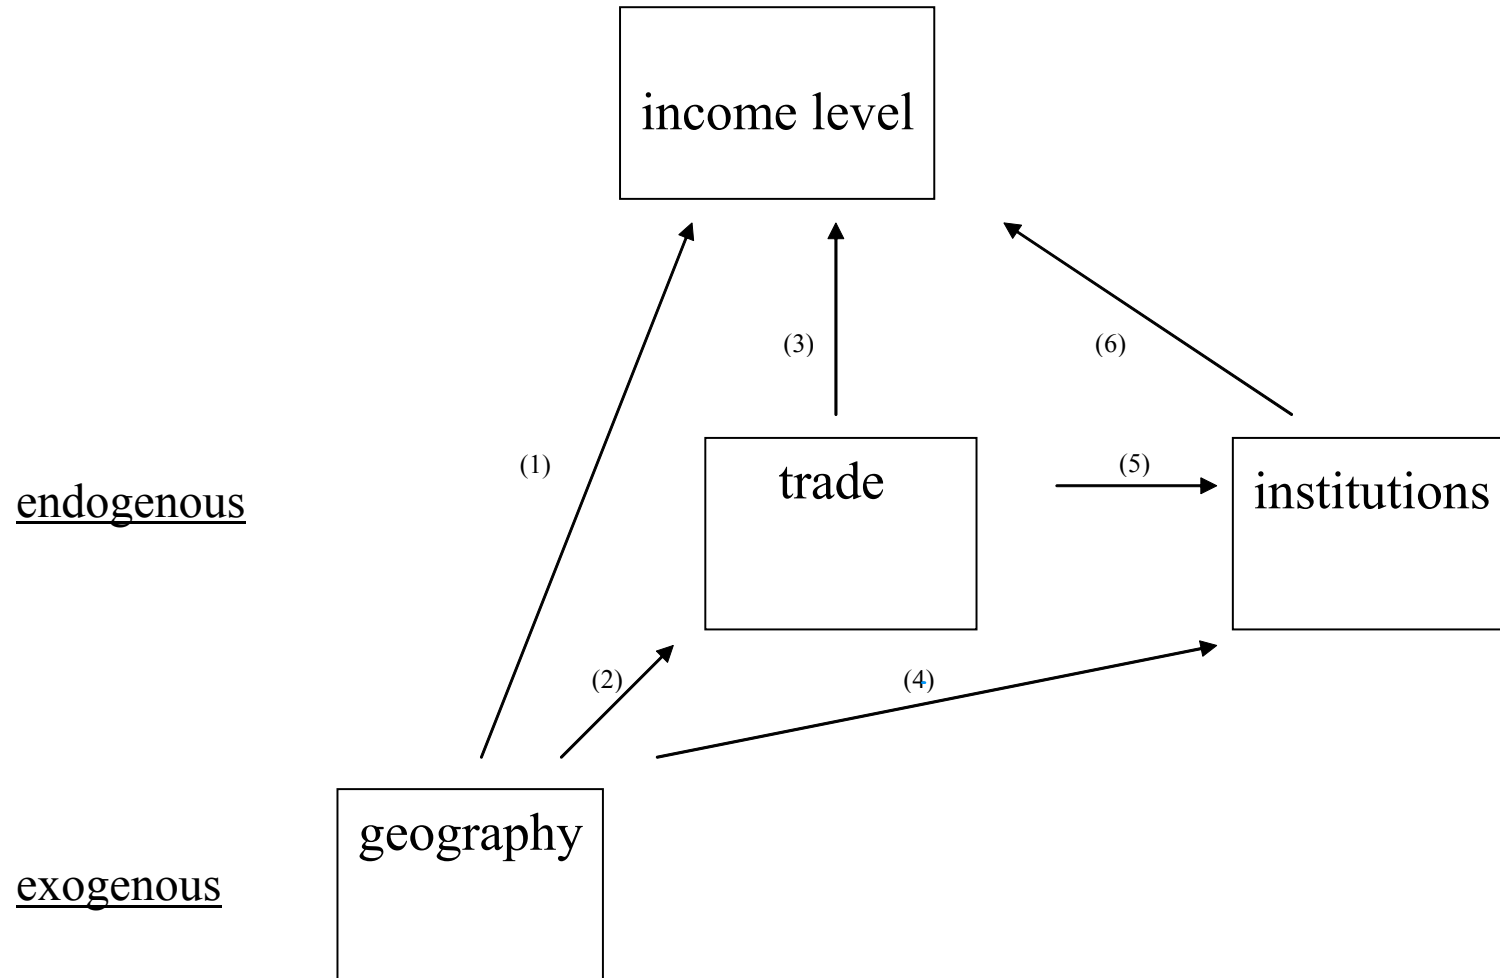 income level
(3)
(6)
(1)
(5)
trade
institutions
endogenous
(2)
(4)
geography
exogenous